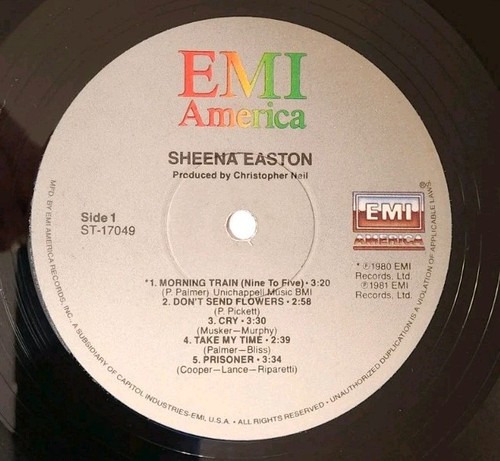 EMI
America
SHEENA EASTON
Produced by Christopher Neil
Side 1
ST-17049
®
EMI
AMERICA
* ℗1980 EMI
Records, Ltd.
℗1981 EMI
Records, Ltd.
*1. MORNING TRAIN (Nine To Five) • 3:20
(P. Palmer) Unichappell Music BMI
2. DON'T SEND FLOWERS • 2:58
(P. Pickett)
3. CRY • 3:30
(Musker—Murphy)
4. TAKE MY TIME • 2:39
(Palmer—Bliss)
5. PRISONER • 3:34
(Cooper—Lance—Riparetti)
MFD. BY EMI AMERICA RECORDS, INC., A SUBSIDIARY OF CAPITOL INDUSTRIES-EMI, U.S.A. • ALL RIGHTS RESERVED • UNAUTHORIZED DUPLICATION IS A VIOLATION OF APPLICABLE LAWS